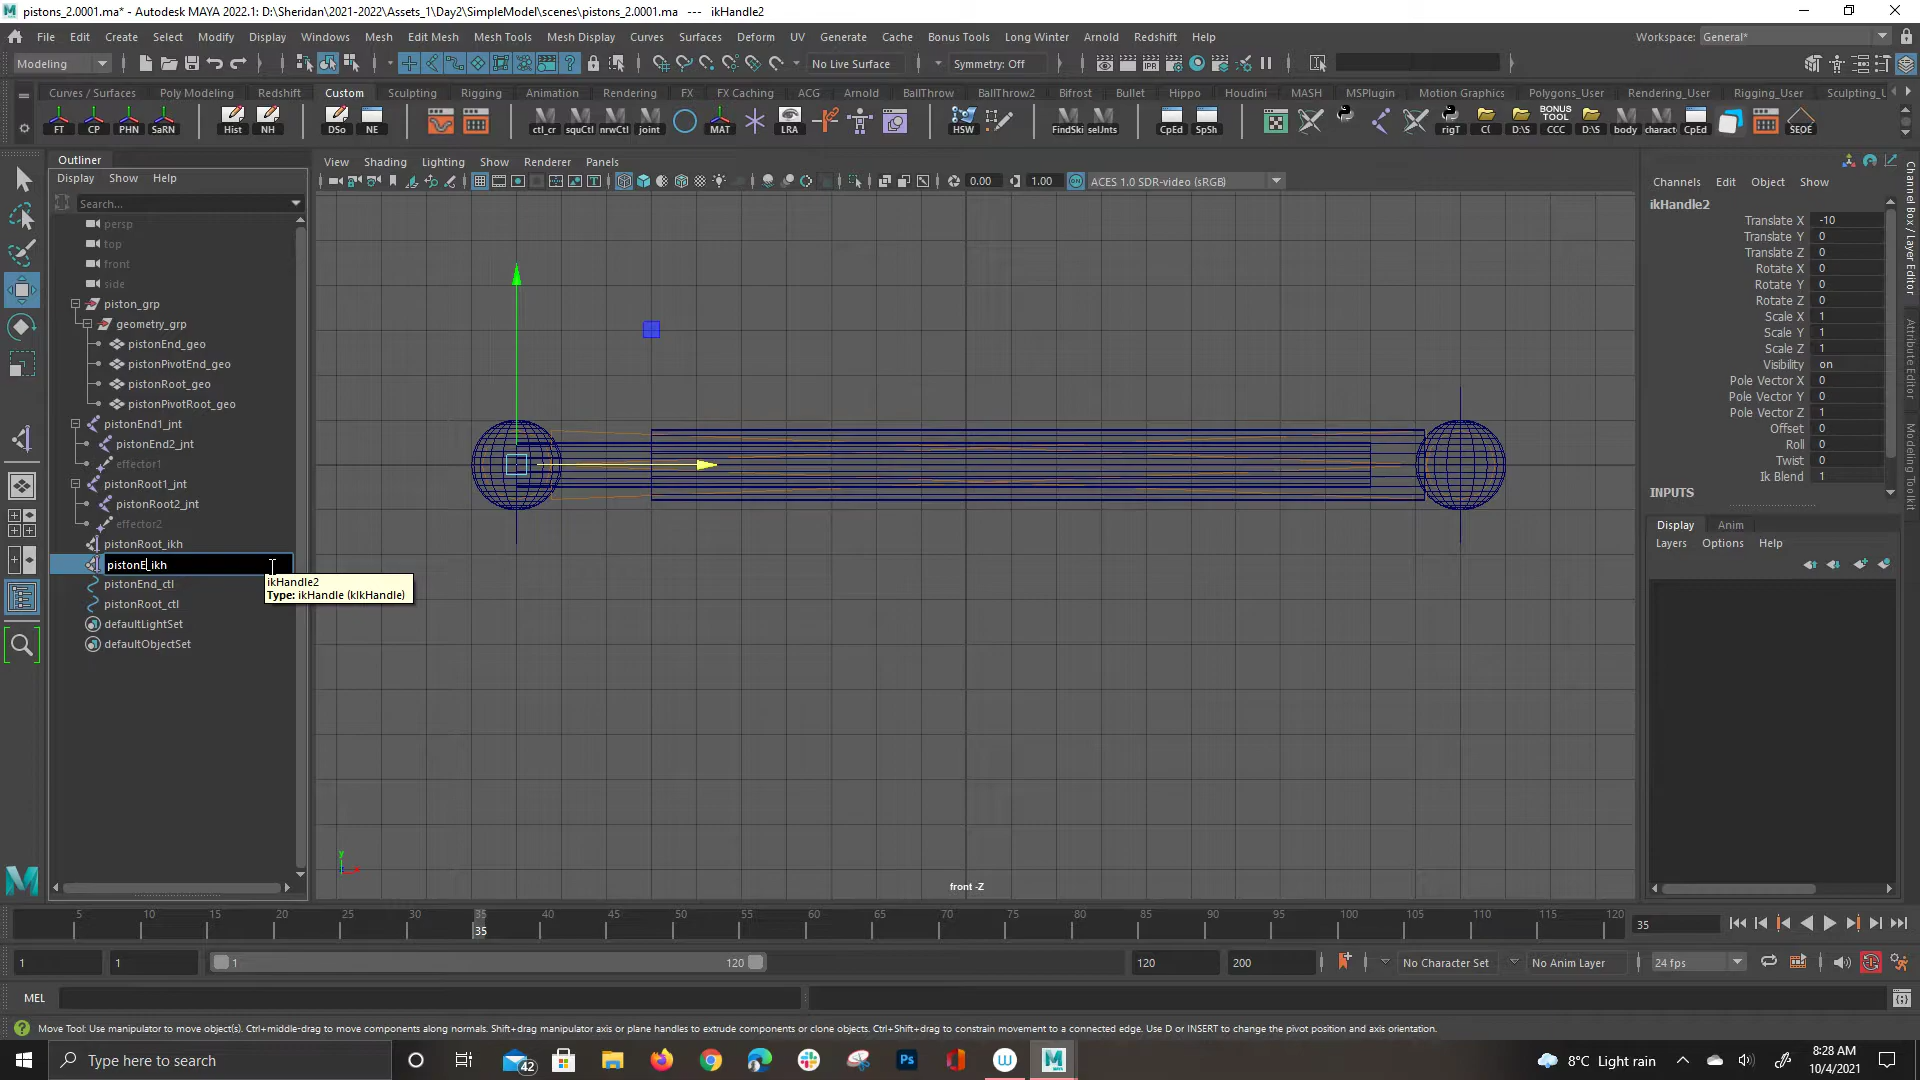 pistons_2.0001.ma* - Autodesk MAYA 2022.1: D:\Sheridan\2021-2022\Assets_1\Day2\SimpleModel\scenes\pistons_2.0001.ma --- ikHandle2
File Edit Create Select Modify Display Windows Mesh Edit Mesh Mesh Tools Mesh Display Curves Surfaces Deform UV Generate Cache Bonus Tools Long Winter Arnold Redshift Help
Workspace: General*
Modeling
No Live Surface
Symmetry: Off
Curves / Surfaces Poly Modeling Redshift Custom Sculpting Rigging Animation Rendering FX FX Caching ACG Arnold BallThrow BallThrow2 Bifrost Bullet Hippo Houdini MASH MSPlugin Motion Graphics Polygons_User Rendering_User Rigging_User Sculpting_U
FT CP PHN SaRN Hist NH DSo NE ctl_cr squCtl nrwCtl joint MAT LRA HSW FindSki selJnts CpEd SpSh rigT C( D:\S BONUS TOOL CCC D:\S body charact CpEd SEOE
Outliner
Display Show Help
Search...
persp
top
front
side
piston_grp
geometry_grp
pistonEnd_geo
pistonPivotEnd_geo
pistonRoot_geo
pistonPivotRoot_geo
pistonEnd1_jnt
pistonEnd2_jnt
effector1
pistonRoot1_jnt
pistonRoot2_jnt
effector2
pistonRoot_ikh
pistonE_ikh
pistonEnd_ctl
pistonRoot_ctl
defaultLightSet
defaultObjectSet
ikHandle2
Type: ikHandle (kIkHandle)
View Shading Lighting Show Renderer Panels
0.00 1.00 ACES 1.0 SDR-video (sRGB)
y
front -Z
Channels Edit Object Show
ikHandle2
Translate X -10
Translate Y 0
Translate Z 0
Rotate X 0
Rotate Y 0
Rotate Z 0
Scale X 1
Scale Y 1
Scale Z 1
Visibility on
Pole Vector X 0
Pole Vector Y 0
Pole Vector Z 1
Offset 0
Roll 0
Twist 0
Ik Blend 1
INPUTS
Display Anim
Layers Options Help
Channel Box / Layer Editor
Attribute Editor
Modeling Toolkit
5 10 15 20 25 30 35 40 45 50 55 60 65 70 75 80 85 90 95 100 105 110 115 120
35
35
1 1 1 120 120 200 No Character Set No Anim Layer 24 fps
MEL
Move Tool: Use manipulator to move object(s). Ctrl+middle-drag to move components along normals. Shift+drag manipulator axis or plane handles to extrude components or clone objects. Ctrl+Shift+drag to constrain movement to a connected edge. Use D or INSERT to change the pivot position and axis orientation.
Type here to search
42
Ps
8°C Light rain
8:28 AM
10/4/2021